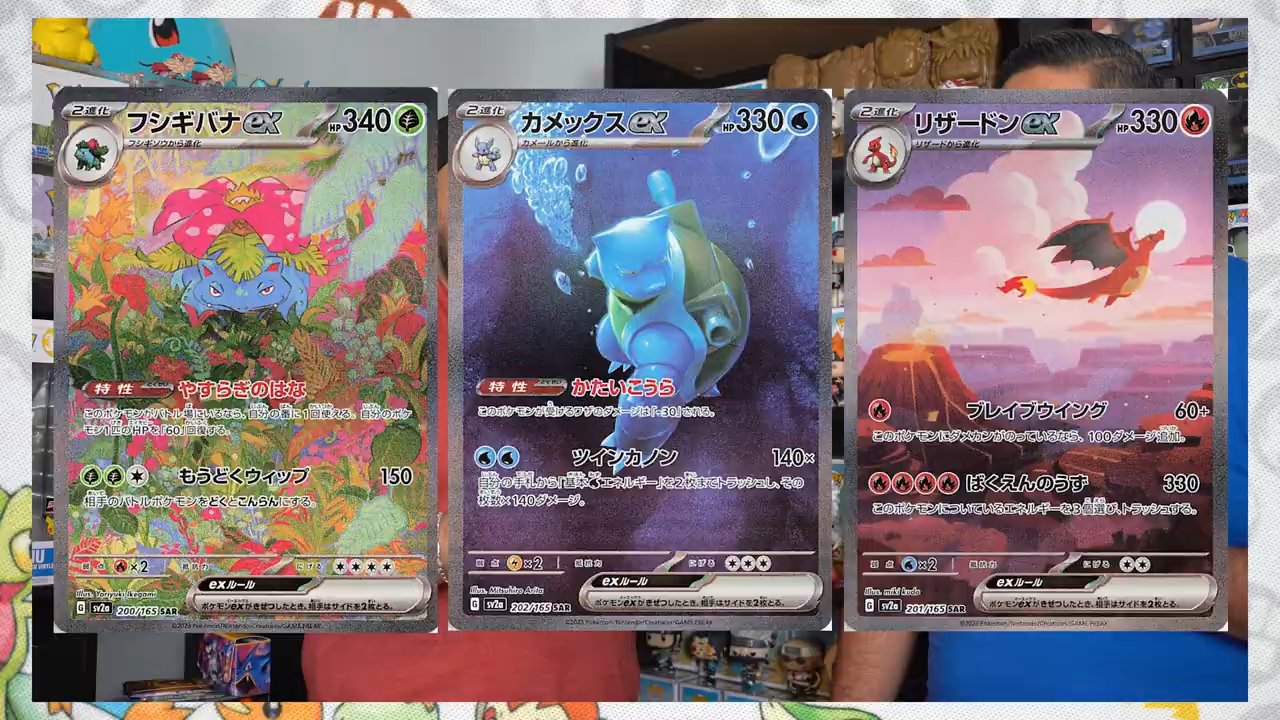 2進化 フシギバナex HP340
フシギソウから進化
特性 やすらぎのはな
このポケモンがバトル場にいるなら、自分の番に1回使える。自分のポケ
モン1匹のHPを「60」回復する。
もうどくウィップ 150
相手のバトルポケモンをどくとこんらんにする。
弱点 ×2 抵抗力 にげる
Illus. Yoriyuki Ikegami
exルール
ポケモンexがきぜつしたとき、相手はサイドを2枚とる。
G sv2a 200/165 SAR
©2023 Pokémon/Nintendo/Creatures/GAME FREAK.
2進化 カメックスex HP330
カメールから進化
特性 かたいこうら
このポケモンが受けるワザのダメージは「-30」される。
ツインカノン 140×
自分の手札から「基本エネルギー」を2枚までトラッシュし、その
枚数×140ダメージ。
弱点 ×2 抵抗力 にげる
Illus. Mitsuhiro Arita
exルール
ポケモンexがきぜつしたとき、相手はサイドを2枚とる。
G sv2a 202/165 SAR
©2023 Pokémon/Nintendo/Creatures/GAME FREAK.
2進化 リザードンex HP330
リザードから進化
ブレイブウイング 60+
このポケモンにダメカンがのっているなら、100ダメージ追加。
ばくえんのうず 330
このポケモンについているエネルギーを3個選び、トラッシュする。
弱点 ×2 抵抗力 にげる
Illus. miki kudo
exルール
ポケモンexがきぜつしたとき、相手はサイドを2枚とる。
G sv2a 201/165 SAR
©2023 Pokémon/Nintendo/Creatures/GAME FREAK.